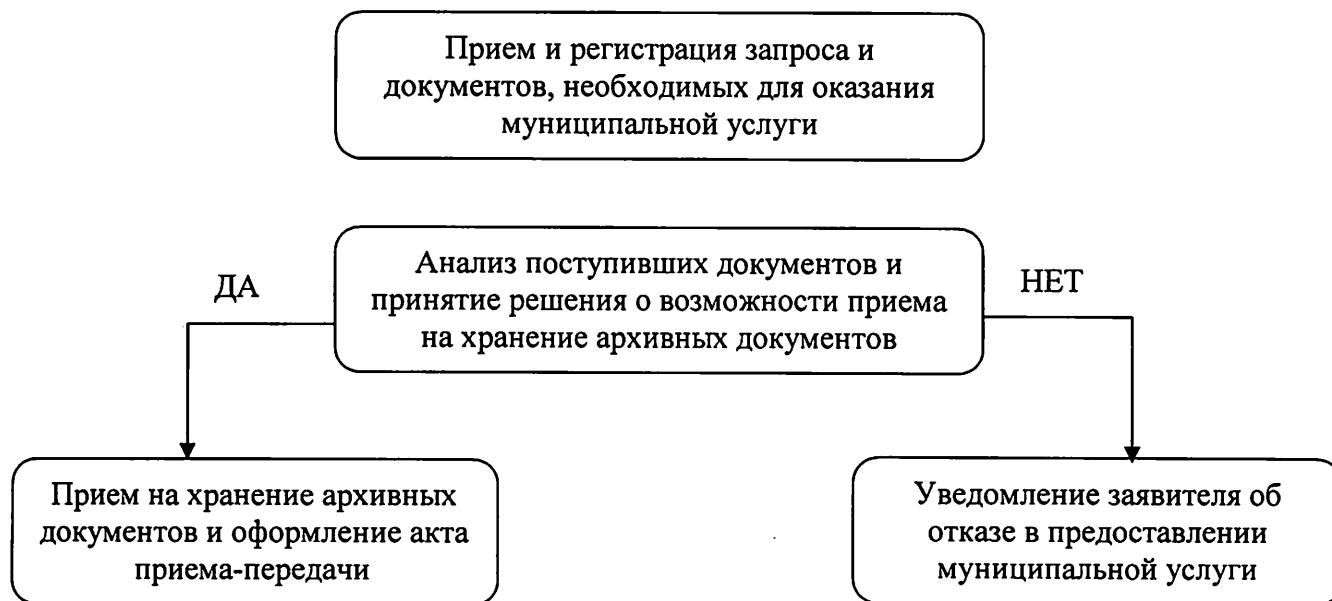 Прием и регистрация запроса и
документов, необходимых для оказания
муниципальной услуги
ДА
Анализ поступивших документов и
принятие решения о возможности приема
на хранение архивных документов
НЕТ
Прием на хранение архивных
документов и оформление акта
приема-передачи
Уведомление заявителя об
отказе в предоставлении
муниципальной услуги